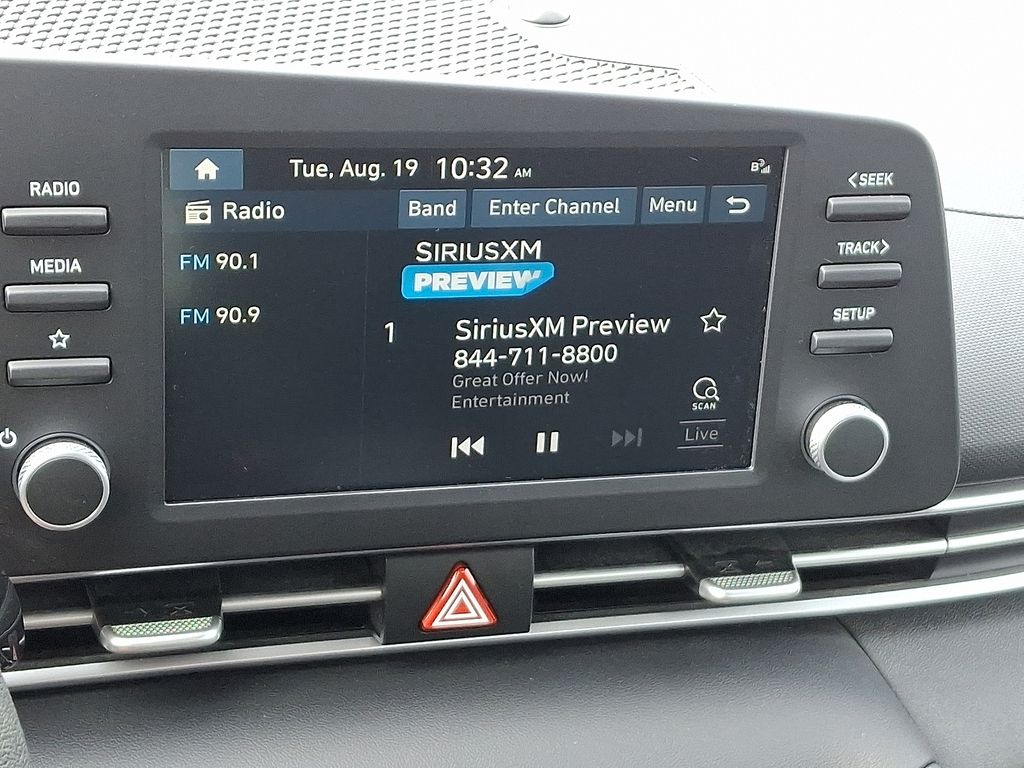 RADIO
MEDIA
Tue, Aug. 19 10:32 AM
Radio Band Enter Channel Menu
FM 90.1
FM 90.9
SIRIUSXM
PREVIEW
1 SiriusXM Preview
844-711-8800
Great Offer Now!
Entertainment
SCAN
Live
<SEEK
TRACK>
SETUP